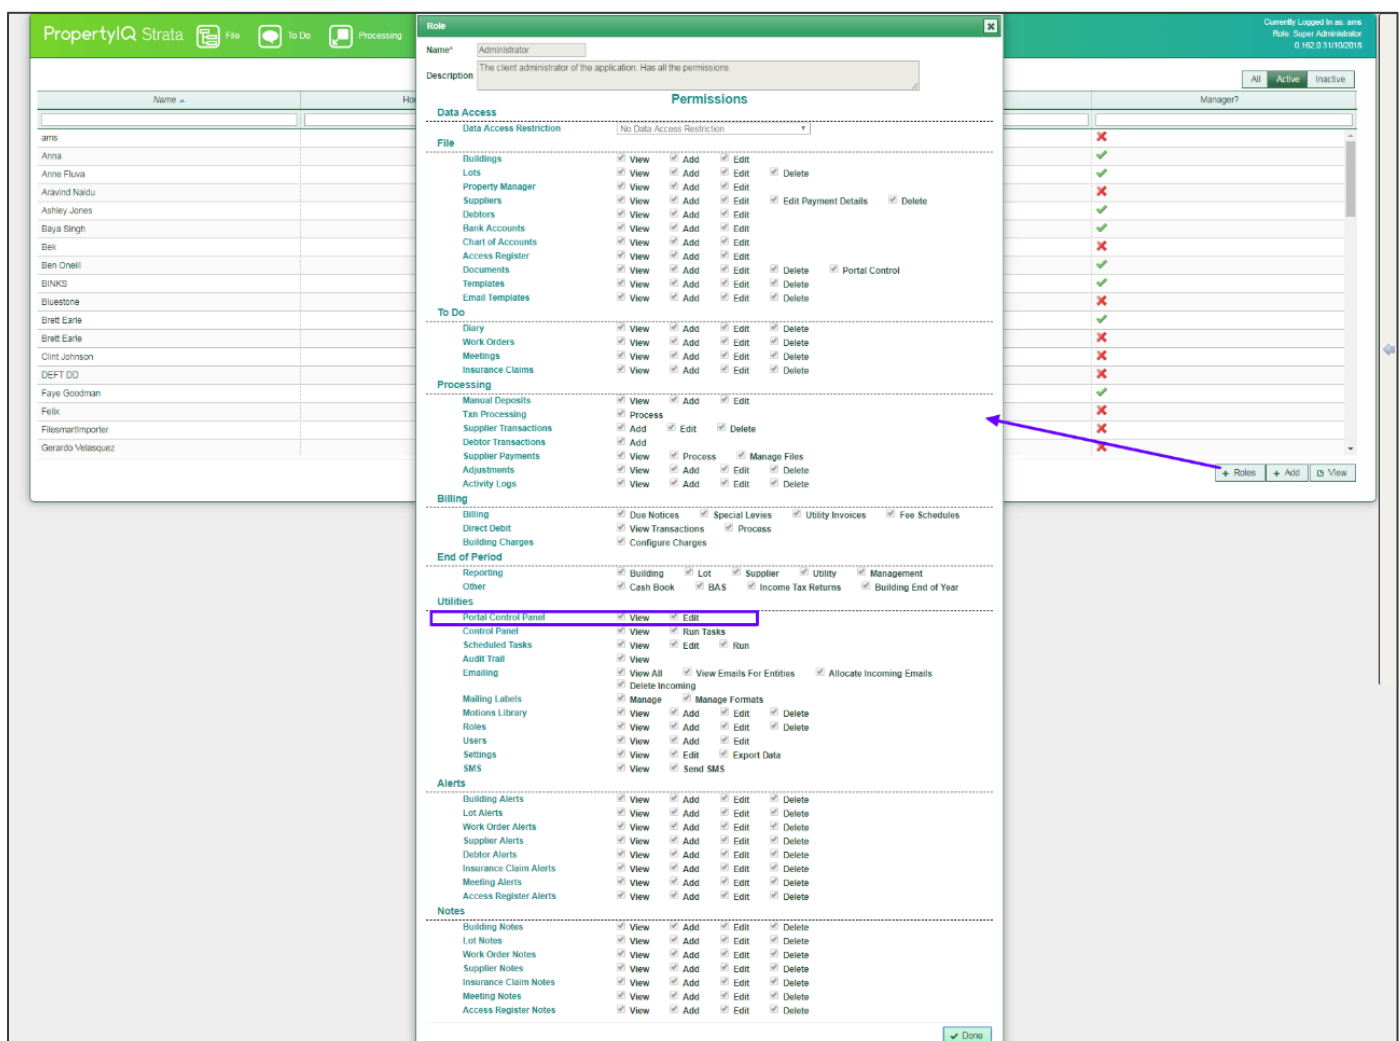 PropertyIQ Strata File To Do Processing
Currently Logged In as: ams
Role: Super Administrator
0.162.0 31/10/2018
All Active Inactive
Name Manager?
ams
Anna
Anne Fluva
Aravind Naidu
Ashley Jones
Baya Singh
Bek
Ben Oneill
BINKS
Bluestone
Brett Earle
Brett Earle
Clint Johnson
DEFT DD
Faye Goodman
Felix
FilesmartImporter
Gerardo Velasquez
+ Roles + Add View
Role
Name* Administrator
Description The client administrator of the application. Has all the permissions.
Permissions
Data Access
Data Access Restriction No Data Access Restriction
File
Buildings View Add Edit
Lots View Add Edit Delete
Property Manager View Add Edit
Suppliers View Add Edit Edit Payment Details Delete
Debtors View Add Edit
Bank Accounts View Add Edit
Chart of Accounts View Add Edit
Access Register View Add Edit
Documents View Add Edit Delete Portal Control
Templates View Add Edit Delete
Email Templates View Add Edit Delete
To Do
Diary View Add Edit Delete
Work Orders View Add Edit Delete
Meetings View Add Edit Delete
Insurance Claims View Add Edit Delete
Processing
Manual Deposits View Add Edit
Txn Processing Process
Supplier Transactions Add Edit Delete
Debtor Transactions Add
Supplier Payments View Process Manage Files
Adjustments View Add Edit Delete
Activity Logs View Add Edit Delete
Billing
Billing Due Notices Special Levies Utility Invoices Fee Schedules
Direct Debit View Transactions Process
Building Charges Configure Charges
End of Period
Reporting Building Lot Supplier Utility Management
Other Cash Book BAS Income Tax Returns Building End of Year
Utilities
Portal Control Panel View Edit
Control Panel View Run Tasks
Scheduled Tasks View Edit Run
Audit Trail View
Emailing View All View Emails For Entities Allocate Incoming Emails
Delete Incoming
Mailing Labels Manage Manage Formats
Motions Library View Add Edit Delete
Roles View Add Edit Delete
Users View Add Edit
Settings View Edit Export Data
SMS View Send SMS
Alerts
Building Alerts View Add Edit Delete
Lot Alerts View Add Edit Delete
Work Order Alerts View Add Edit Delete
Supplier Alerts View Add Edit Delete
Debtor Alerts View Add Edit Delete
Insurance Claim Alerts View Add Edit Delete
Meeting Alerts View Add Edit Delete
Access Register Alerts View Add Edit Delete
Notes
Building Notes View Add Edit Delete
Lot Notes View Add Edit Delete
Work Order Notes View Add Edit Delete
Supplier Notes View Add Edit Delete
Insurance Claim Notes View Add Edit Delete
Meeting Notes View Add Edit Delete
Access Register Notes View Add Edit Delete
Done